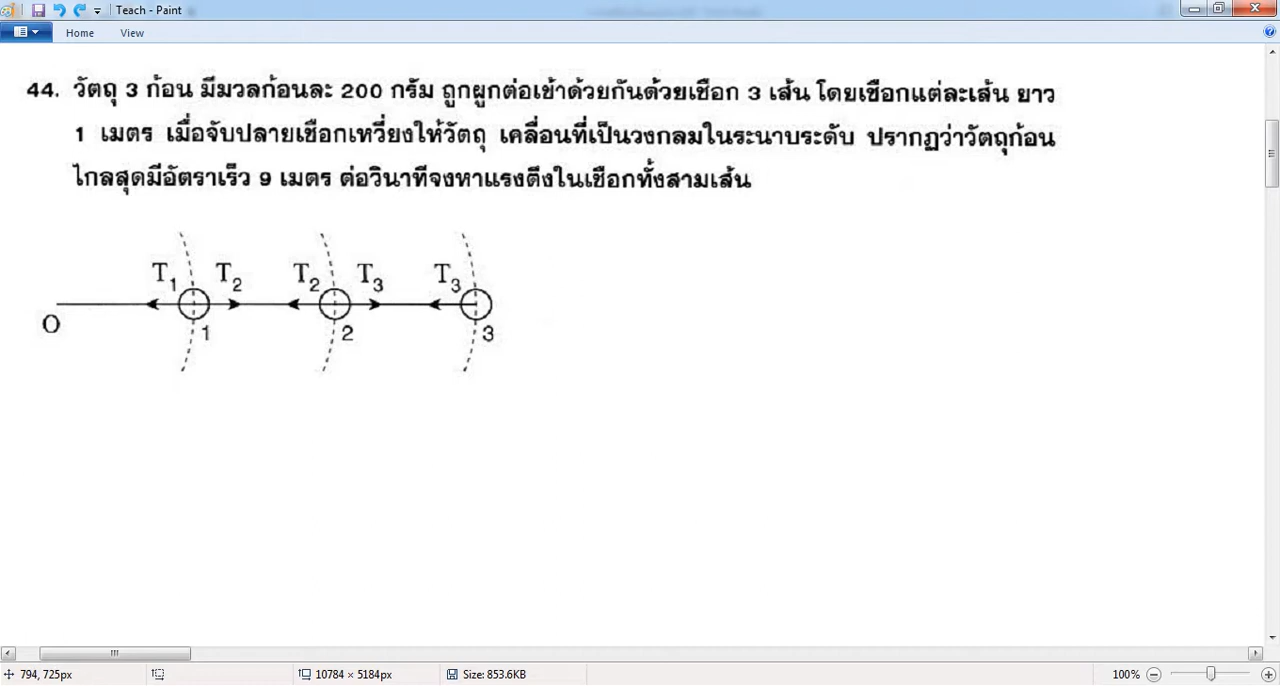 Teach - Paint
Home View
44. วัตถุ 3 ก้อน มีมวลก้อนละ 200 กรัม ถูกผูกต่อเข้าด้วยกันด้วยเชือก 3 เส้น โดยเชือกแต่ละเส้น ยาว
1 เมตร เมื่อจับปลายเชือกเหวี่ยงให้วัตถุ เคลื่อนที่เป็นวงกลมในระนาบระดับ ปรากฏว่าวัตถุก้อน
ไกลสุดมีอัตราเร็ว 9 เมตร ต่อวินาทีจงหาแรงตึงในเชือกทั้งสามเส้น
T1 T2 T2 T3 T3
O 1 2 3
794, 725px 10784 × 5184px Size: 853.6KB 100%